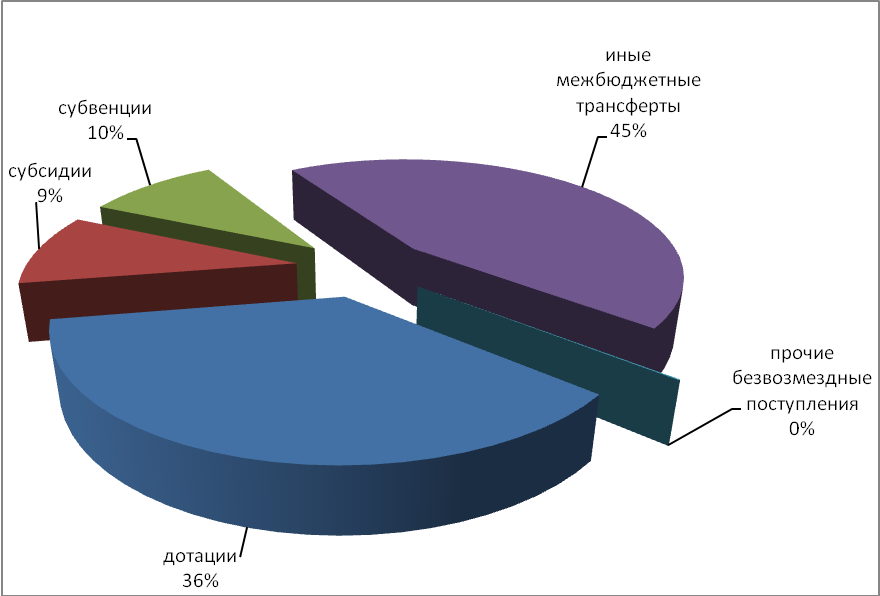 иные
межбюджетные
трансферты
45%
субвенции
10%
субсидии
9%
прочие
безвозмездные
поступления
0%
дотации
36%